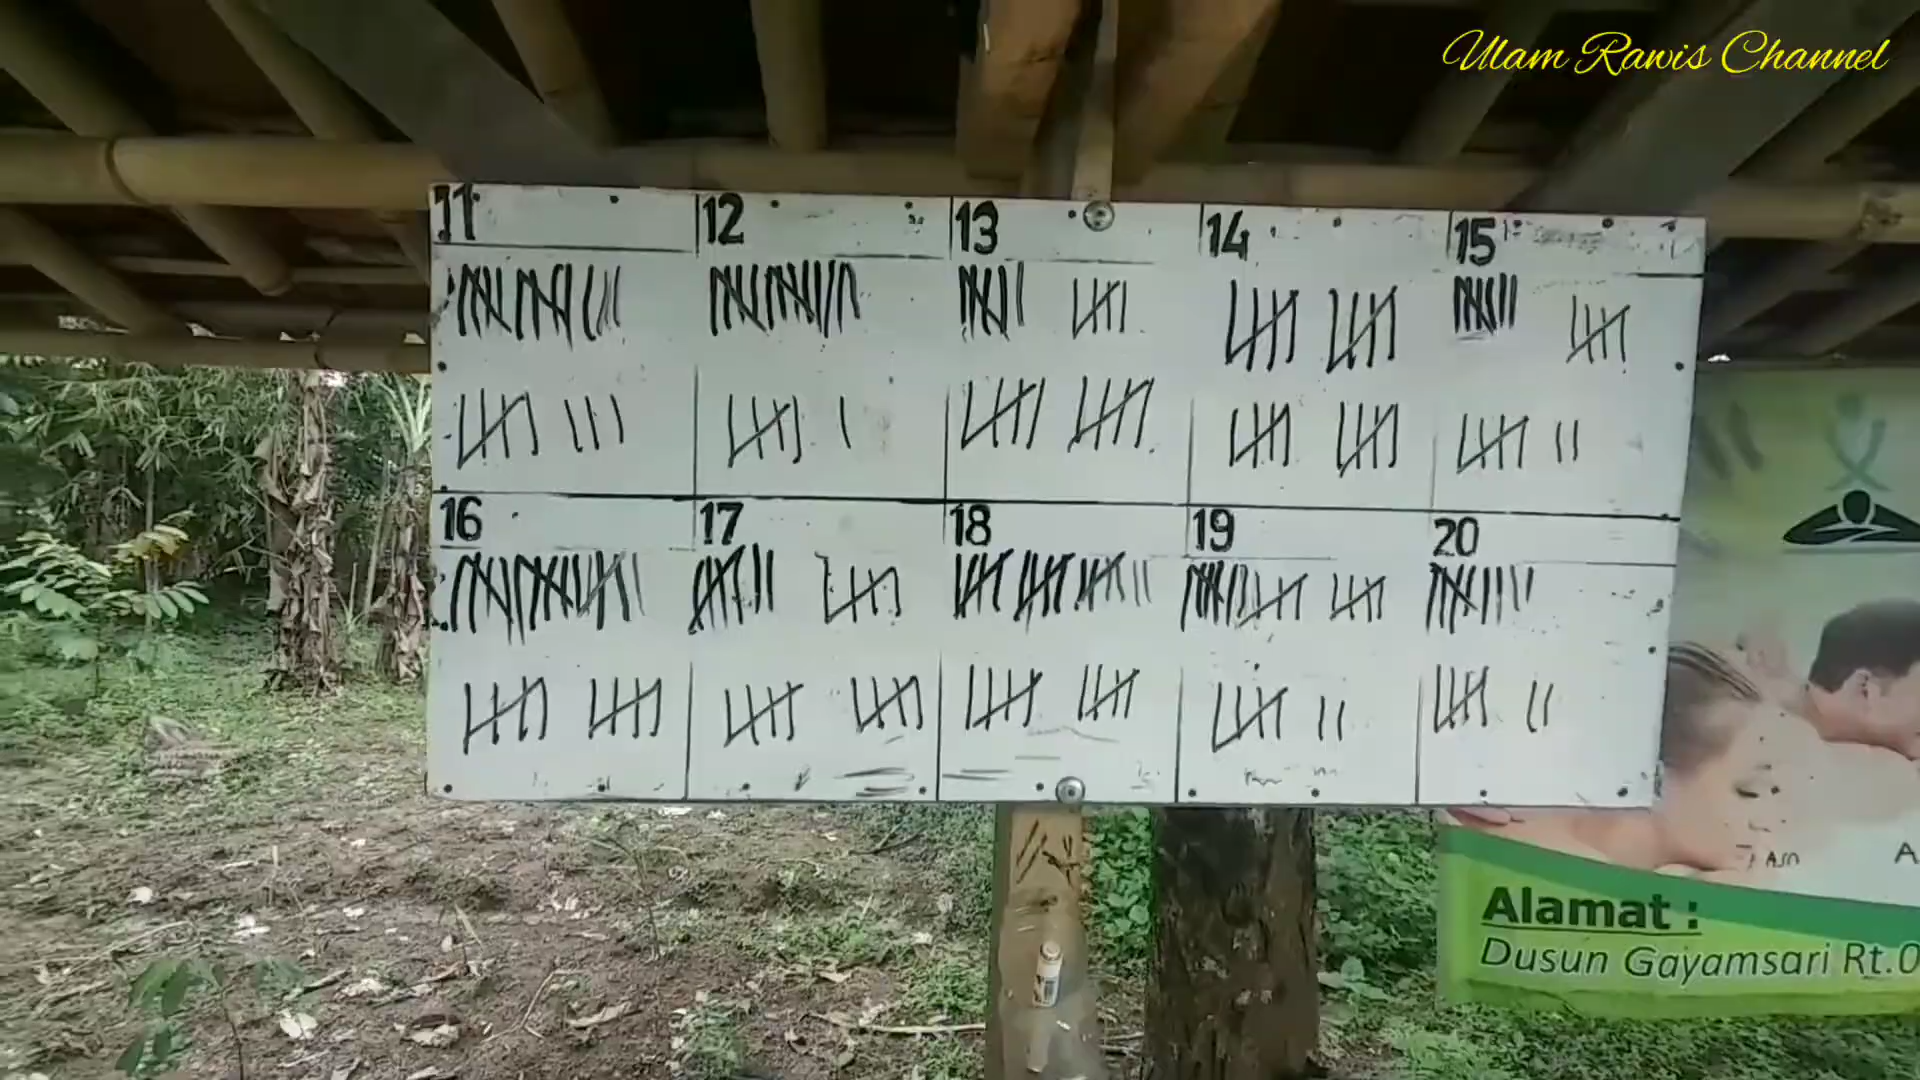 Ulam Rawis Channel
11 12 13 14 15
16 17 18 19 20
Alamat :
Dusun Gayamsari Rt.0